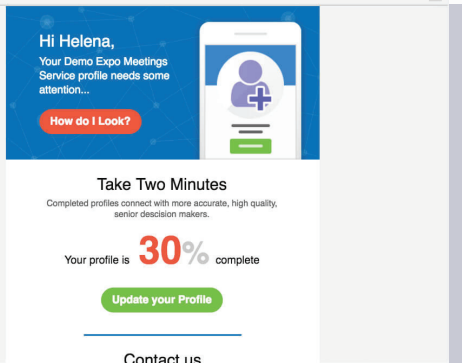 Hi Helena,
Your Demo Expo Meetings
Service profile needs some
attention...
How do I Look?
Take Two Minutes
Completed profiles connect with more accurate, high quality,
senior descision makers.
Your profile is 30% complete
Update your Profile
Contact us